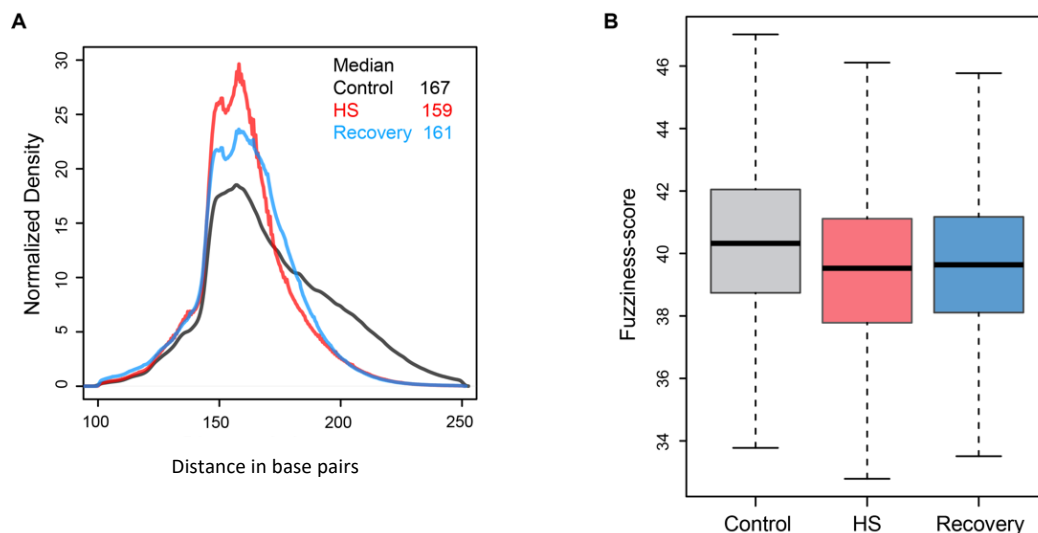 A
Normalized Density
30
25
20
15
10
5
0
Median
Control 167
HS 159
Recovery 161
100 150 200 250
Distance in base pairs
B
Fuzziness-score
46
44
42
40
38
36
34
Control HS Recovery